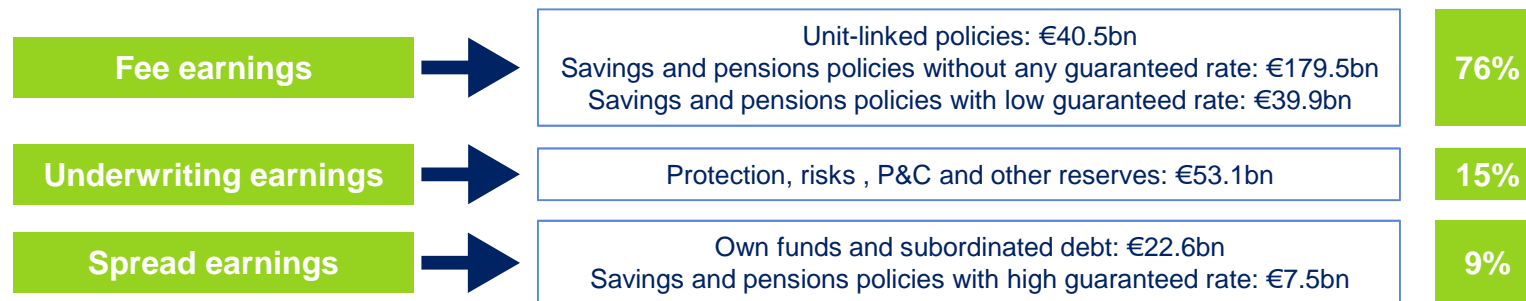 Fee earnings
Unit-linked policies: €40.5bn
Savings and pensions policies without any guaranteed rate: €179.5bn
Savings and pensions policies with low guaranteed rate: €39.9bn
76%
Underwriting earnings
Protection, risks , P&C and other reserves: €53.1bn
15%
Spread earnings
Own funds and subordinated debt: €22.6bn
Savings and pensions policies with high guaranteed rate: €7.5bn
9%